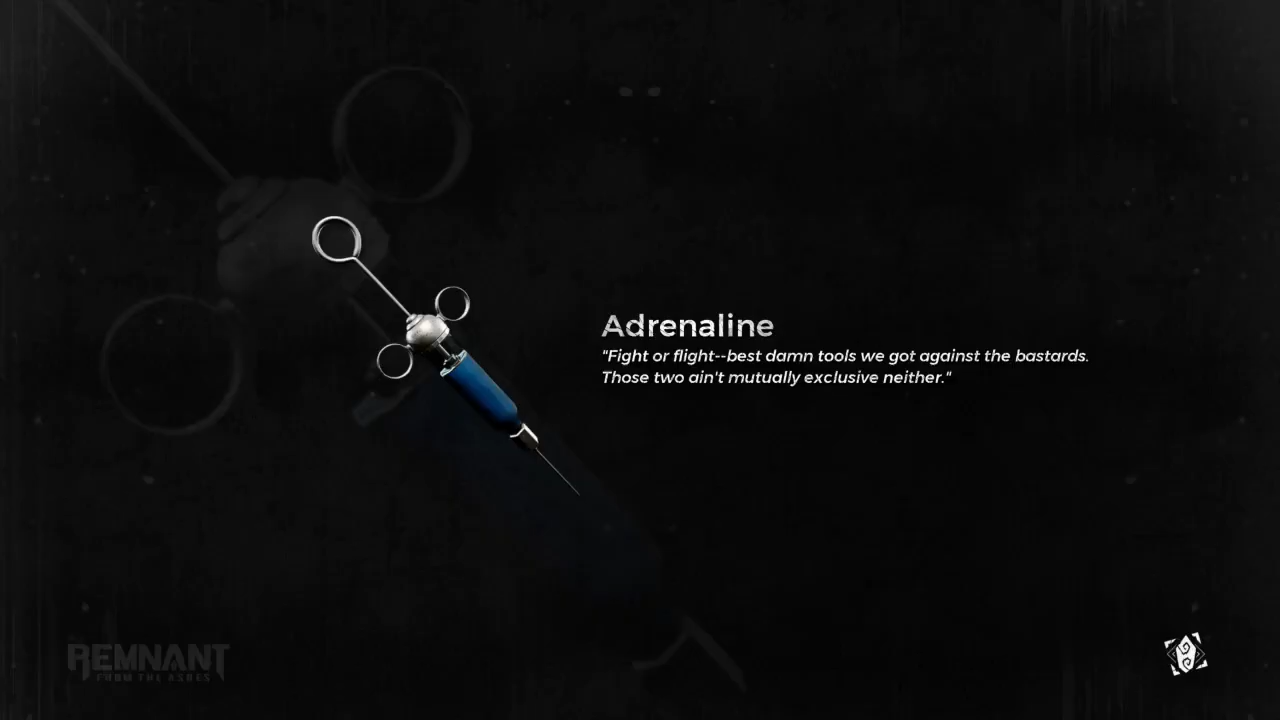 Adrenaline
"Fight or flight--best damn tools we got against the bastards.
Those two ain't mutually exclusive neither."
REMNANT
FROM THE ASHES